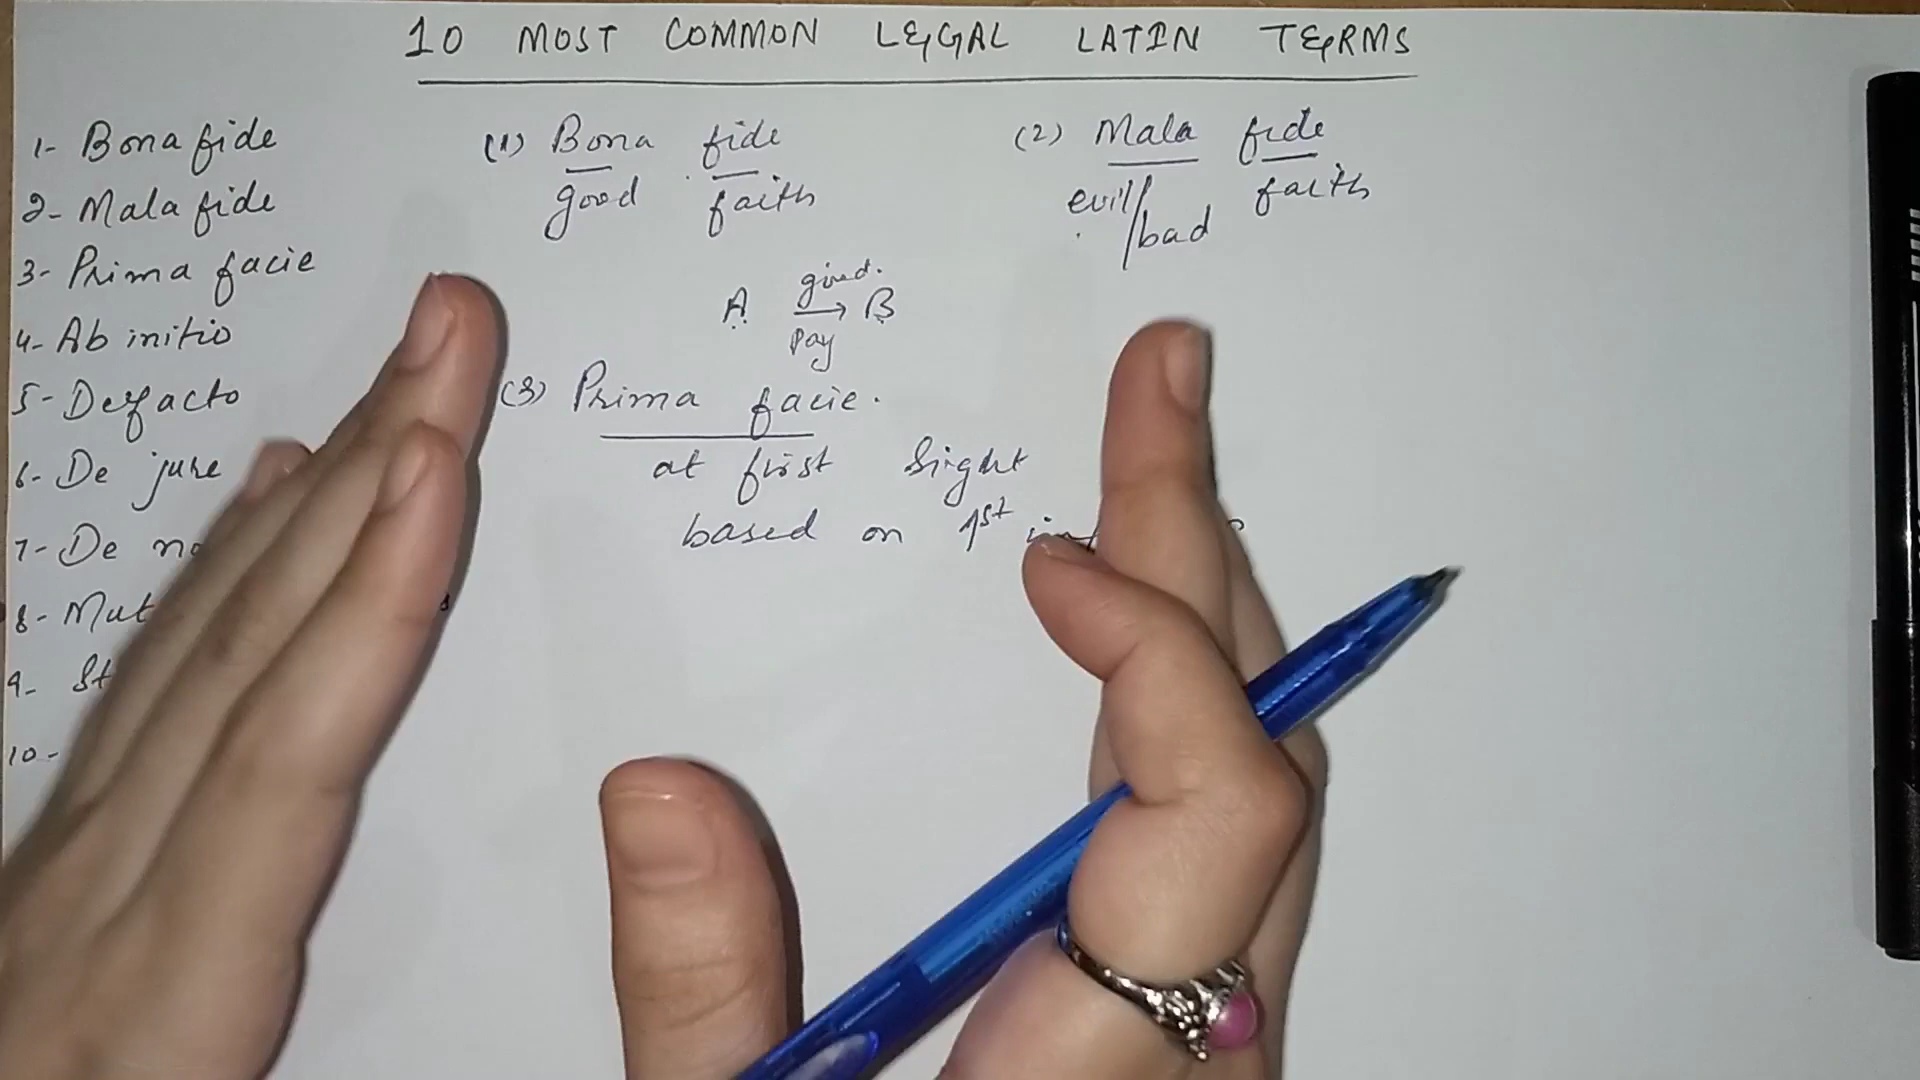 10 MOST COMMON LEGAL LATIN TERMS
1- Bona fide
2- Mala fide
3- Prima facie
4- Ab initio
5- Defacto
6- De jure
7- De
8-
9-
10-
(1) Bona fide
good faith
A good. → B
pay
(2) Mala fide
evil/
/bad faith
(3) Prima facie.
at first sight
based on 1st